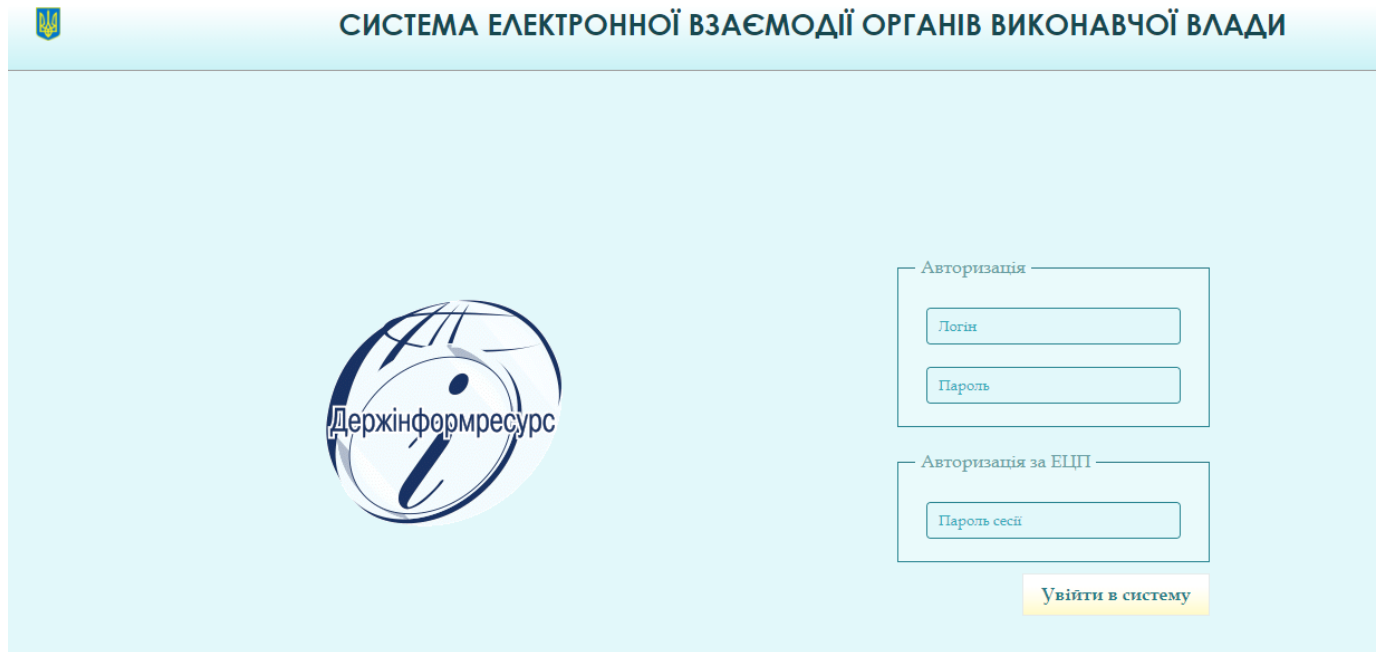 СИСТЕМА ЕЛЕКТРОННОЇ ВЗАЄМОДІЇ ОРГАНІВ ВИКОНАВЧОЇ ВЛАДИ
Держінформресурс
Авторизація
Логін
Пароль
Авторизація за ЕЦП
Пароль сесії
Увійти в систему